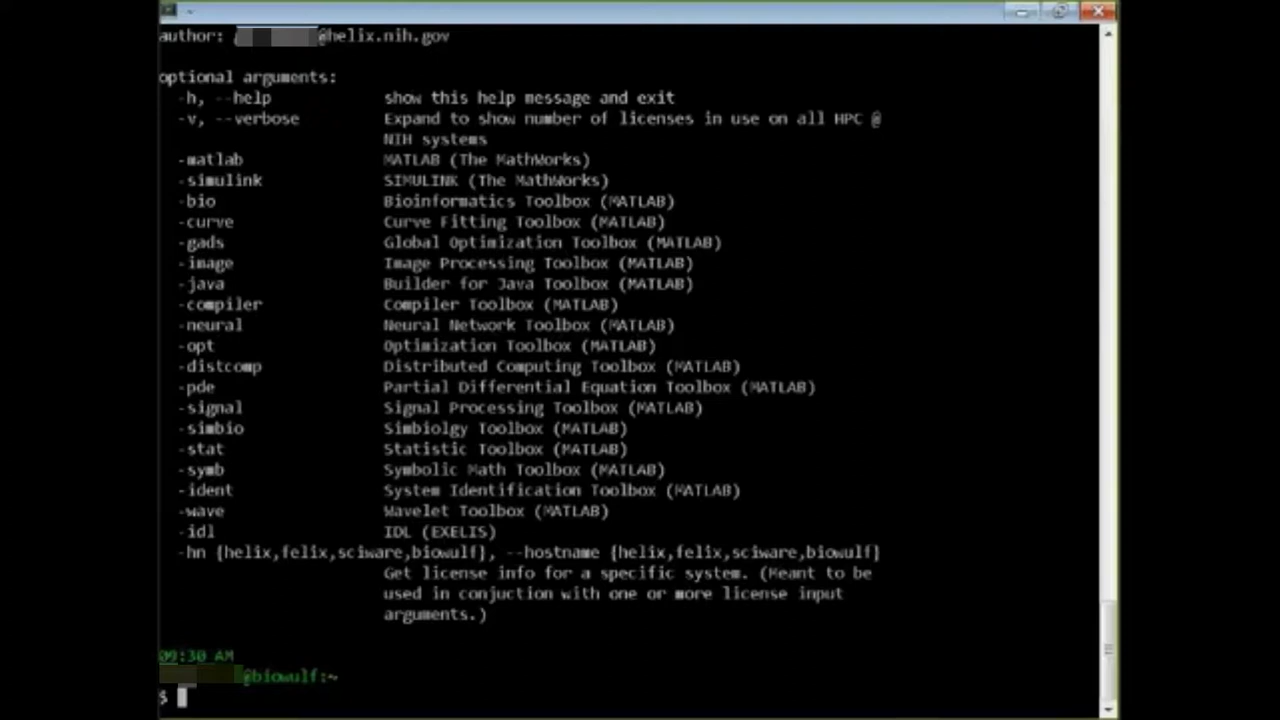 author: @helix.nih.gov
optional arguments:
-h, --help show this help message and exit
-v, --verbose Expand to show number of licenses in use on all HPC @
NIH systems
-matlab MATLAB (The MathWorks)
-simulink SIMULINK (The MathWorks)
-bio Bioinformatics Toolbox (MATLAB)
-curve Curve Fitting Toolbox (MATLAB)
-gads Global Optimization Toolbox (MATLAB)
-image Image Processing Toolbox (MATLAB)
-java Builder for Java Toolbox (MATLAB)
-compiler Compiler Toolbox (MATLAB)
-neural Neural Network Toolbox (MATLAB)
-opt Optimization Toolbox (MATLAB)
-distcomp Distributed Computing Toolbox (MATLAB)
-pde Partial Differential Equation Toolbox (MATLAB)
-signal Signal Processing Toolbox (MATLAB)
-simbio Simbiolgy Toolbox (MATLAB)
-stat Statistic Toolbox (MATLAB)
-symb Symbolic Math Toolbox (MATLAB)
-ident System Identification Toolbox (MATLAB)
-wave Wavelet Toolbox (MATLAB)
-idl IDL (EXELIS)
-hn {helix,felix,sciware,biowulf}, --hostname {helix,felix,sciware,biowulf}
Get license info for a specific system. (Meant to be
used in conjuction with one or more license input
arguments.)
09:30 AM
@biowulf:~
$